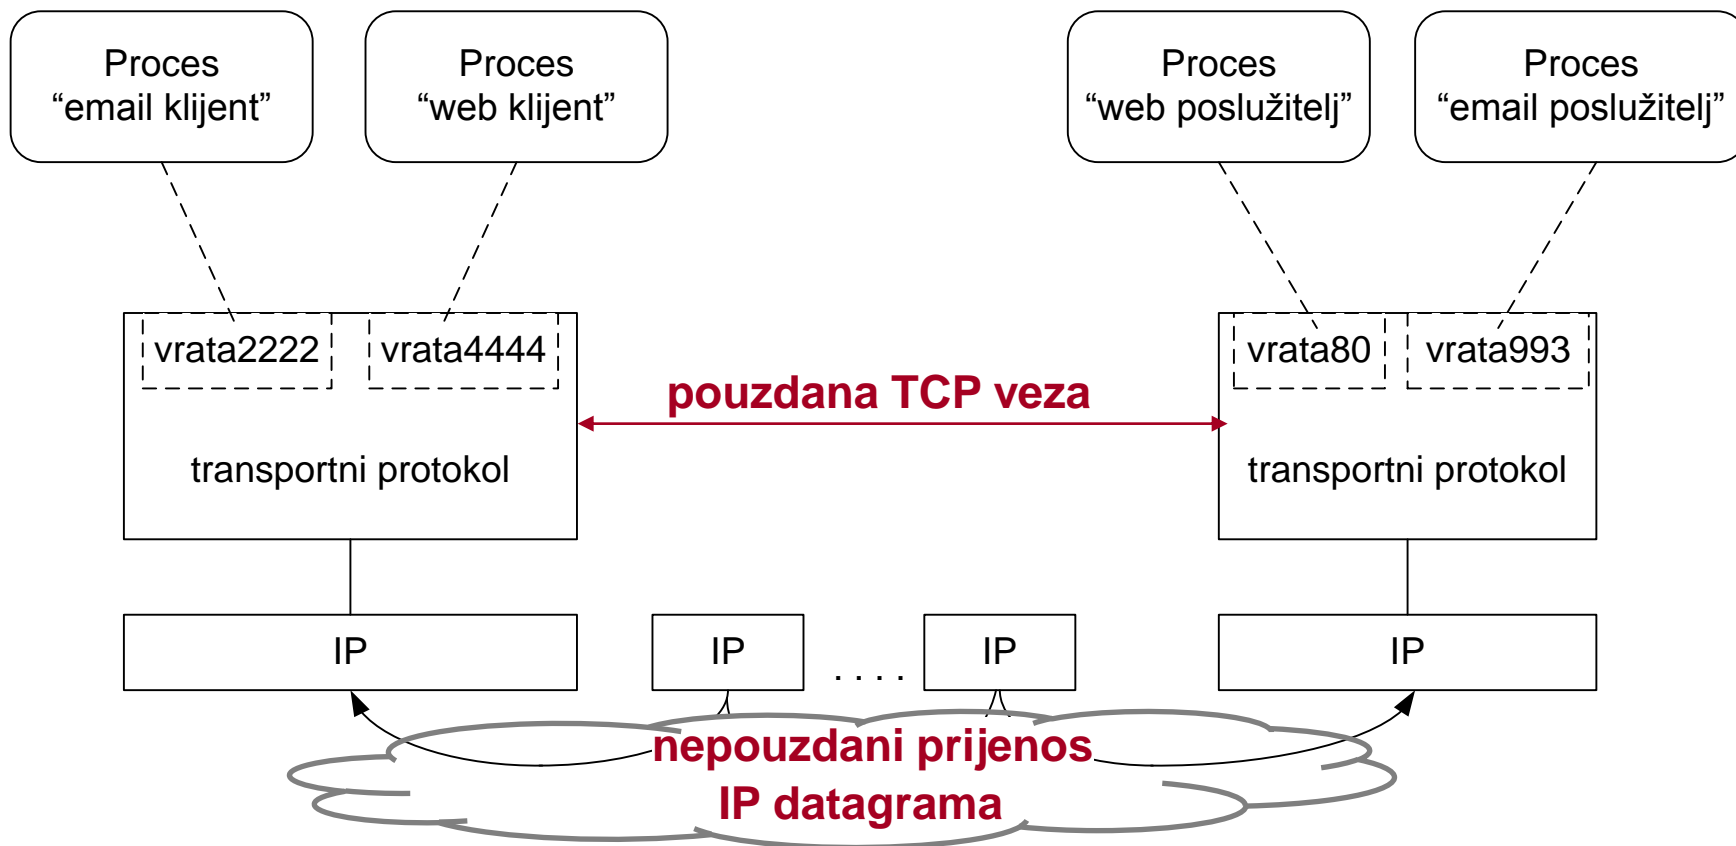 Proces
“email klijent”
Proces
“web klijent”
Proces
“web poslužitelj”
Proces
“email poslužitelj”
vrata2222
vrata4444
vrata80
vrata993
pouzdana TCP veza
transportni protokol
transportni protokol
IP
IP
. . . .
IP
IP
nepouzdani prijenos
IP datagrama